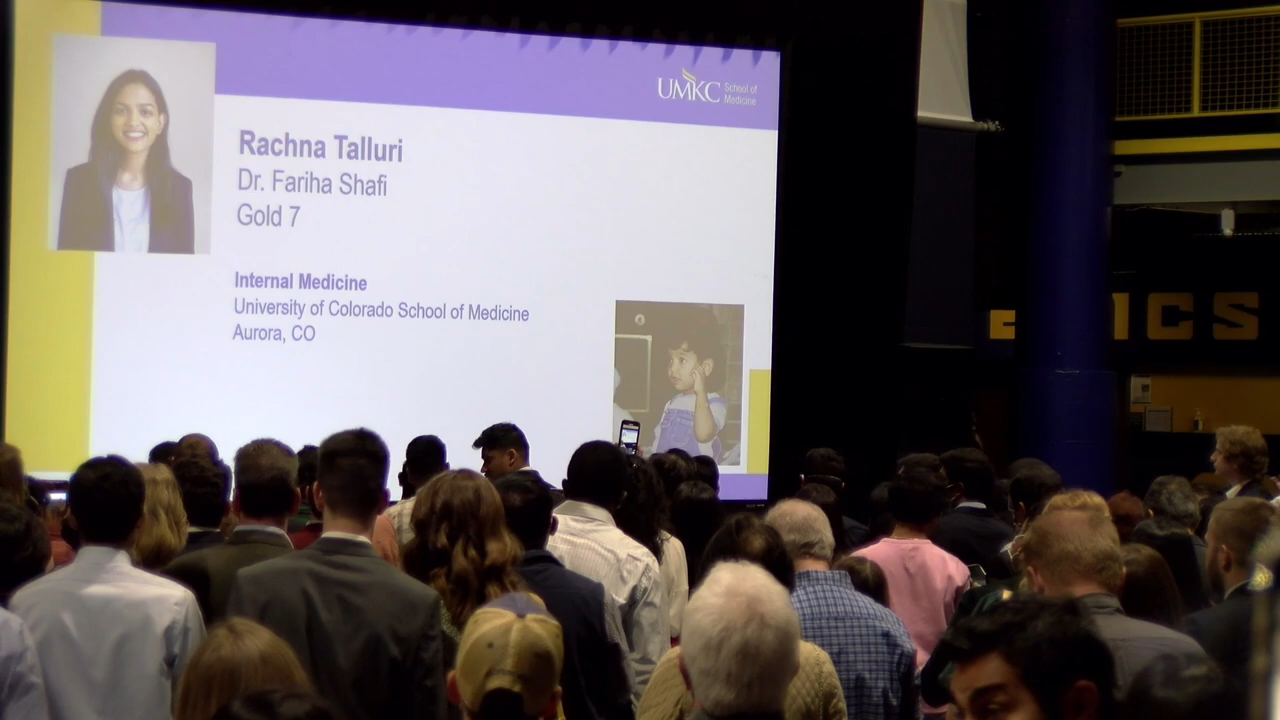 UMKC School of
Medicine
Rachna Talluri
Dr. Fariha Shafi
Gold 7
Internal Medicine
University of Colorado School of Medicine
Aurora, CO
ICS